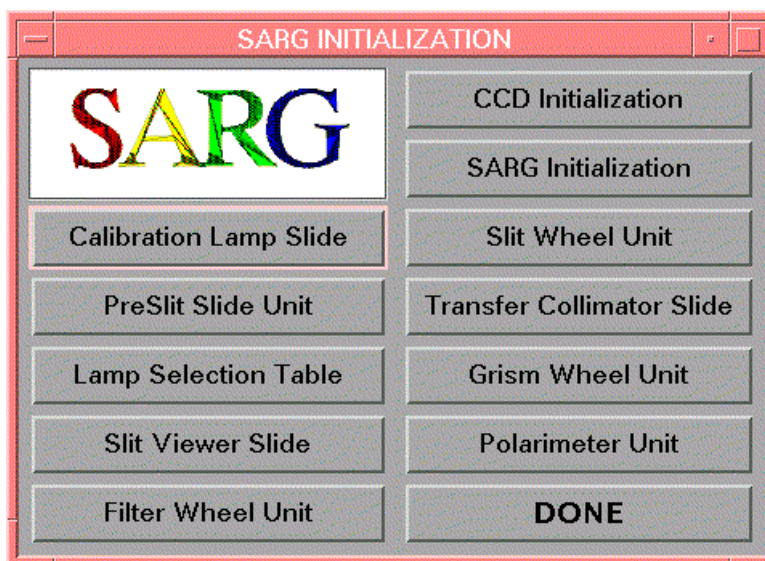 SARG INITIALIZATION
SARG
CCD Initialization
SARG Initialization
Calibration Lamp Slide
Slit Wheel Unit
PreSlit Slide Unit
Transfer Collimator Slide
Lamp Selection Table
Grism Wheel Unit
Slit Viewer Slide
Polarimeter Unit
Filter Wheel Unit
DONE